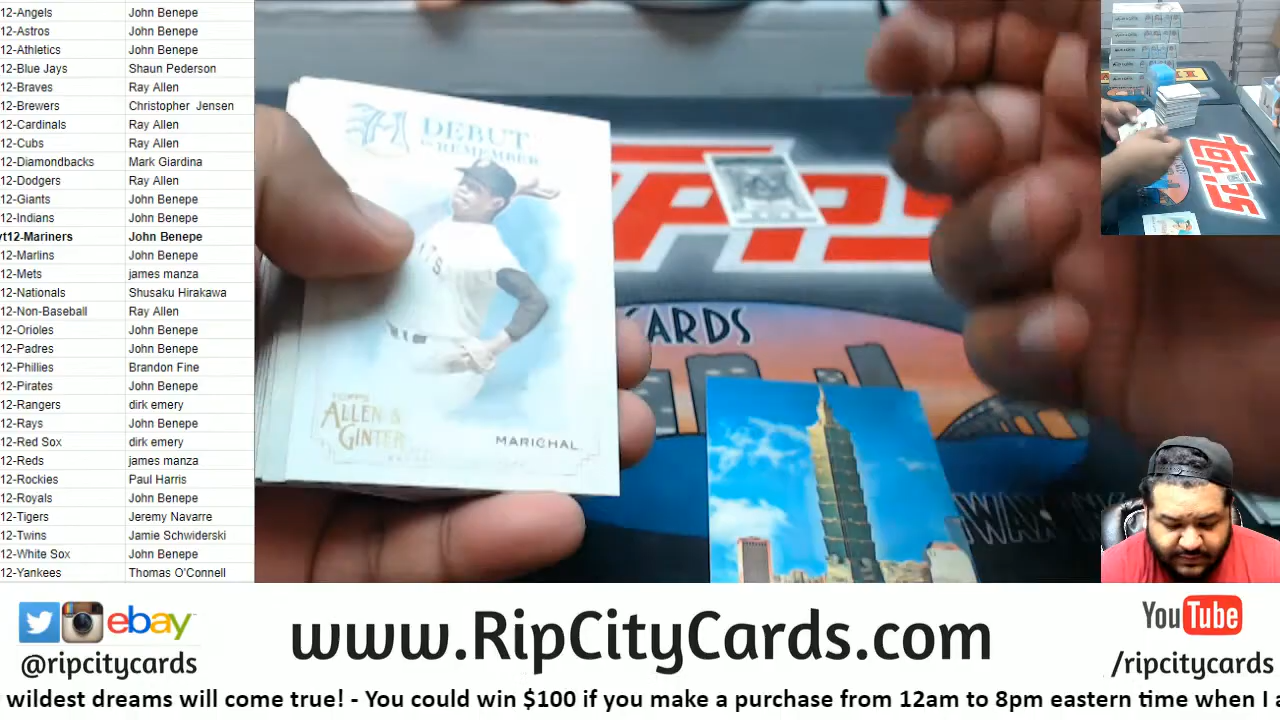 12-Angels John Benepe
12-Astros John Benepe
12-Athletics John Benepe
12-Blue Jays Shaun Pederson
12-Braves Ray Allen
12-Brewers Christopher Jensen
12-Cardinals Ray Allen
12-Cubs Ray Allen
12-Diamondbacks Mark Giardina
12-Dodgers Ray Allen
12-Giants John Benepe
12-Indians John Benepe
t12-Mariners John Benepe
12-Marlins John Benepe
12-Mets james manza
12-Nationals Shusaku Hirakawa
12-Non-Baseball Ray Allen
12-Orioles John Benepe
12-Padres John Benepe
12-Phillies Brandon Fine
12-Pirates John Benepe
12-Rangers dirk emery
12-Rays John Benepe
12-Red Sox dirk emery
12-Reds james manza
12-Rockies Paul Harris
12-Royals John Benepe
12-Tigers Jeremy Navarre
12-Twins Jamie Schwiderski
12-White Sox John Benepe
12-Yankees Thomas O'Connell
DEBUT
TO REMEMBER
TOPPS
ALLEN &
GINTER
MARICHAL
CARDS
WAX
TOPPS
ebay
@ripcitycards
www.RipCityCards.com
YouTube
/ripcitycards
wildest dreams will come true! - You could win $100 if you make a purchase from 12am to 8pm eastern time when I